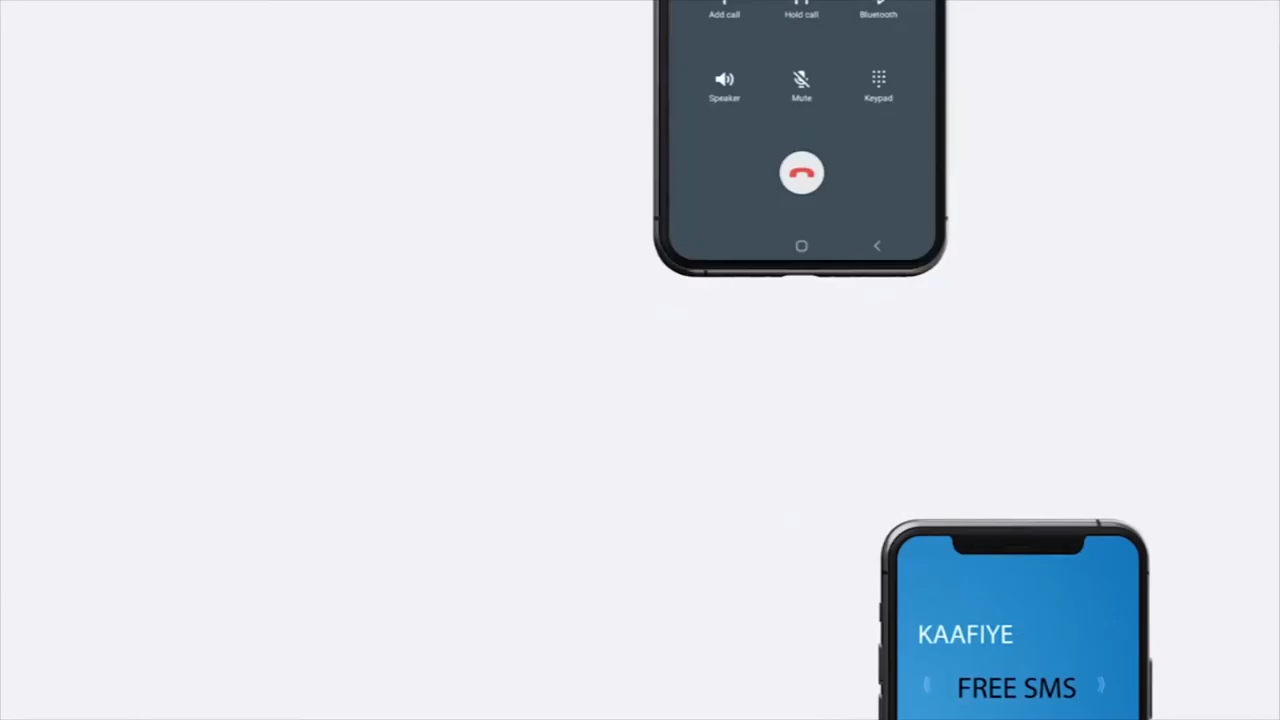 Add call Hold call Bluetooth
Speaker Mute Keypad
KAAFIYE
FREE SMS